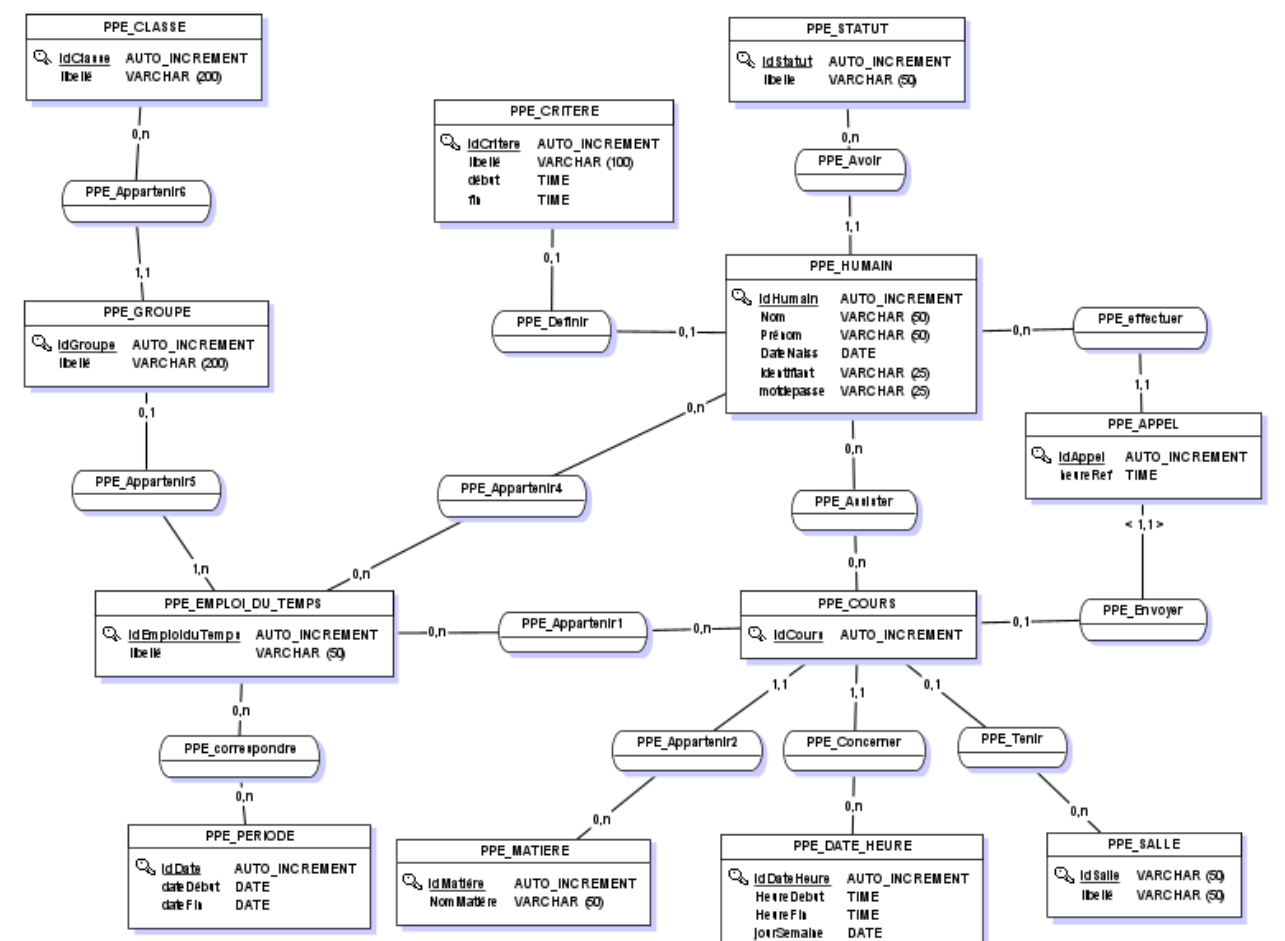 PPE_CLASSE
IdClasse AUTO_INCREMENT
libellé VARCHAR (200)
0,n
PPE_Appartenir6
1,1
PPE_GROUPE
IdGroupe AUTO_INCREMENT
libellé VARCHAR (200)
0,1
PPE_Appartenir5
1,n
PPE_STATUT
IdStatut AUTO_INCREMENT
libellé VARCHAR (50)
0,n
PPE_Avoir
1,1
PPE_CRITERE
IdCritere AUTO_INCREMENT
libellé VARCHAR (100)
début TIME
fin TIME
0,1
PPE_Definir
0,1
PPE_HUMAIN
IdHumain AUTO_INCREMENT
Nom VARCHAR (50)
Prénom VARCHAR (50)
DateNaiss DATE
Identifiant VARCHAR (25)
motdepasse VARCHAR (25)
0,n
PPE_effectuer
1,1
PPE_APPEL
IdAppel AUTO_INCREMENT
heureRef TIME
< 1,1 >
PPE_Envoyer
0,1
0,n
PPE_Appartenir4
0,n
0,n
PPE_Assister
0,n
PPE_EMPLOI_DU_TEMPS
IdEmploiduTemps AUTO_INCREMENT
libellé VARCHAR (50)
0,n
PPE_Appartenir1
0,n
PPE_COURS
IdCours AUTO_INCREMENT
0,n
PPE_correspondre
0,n
PPE_PERIODE
IdDate AUTO_INCREMENT
dateDébut DATE
dateFin DATE
1,1
PPE_Appartenir2
0,n
PPE_MATIERE
IdMatiére AUTO_INCREMENT
NomMatiére VARCHAR (50)
1,1
PPE_Concerner
0,n
PPE_DATE_HEURE
IdDateHeure AUTO_INCREMENT
HeureDebut TIME
HeureFin TIME
jourSemaine DATE
0,1
PPE_Tenir
0,n
PPE_SALLE
IdSalle VARCHAR (50)
libellé VARCHAR (50)